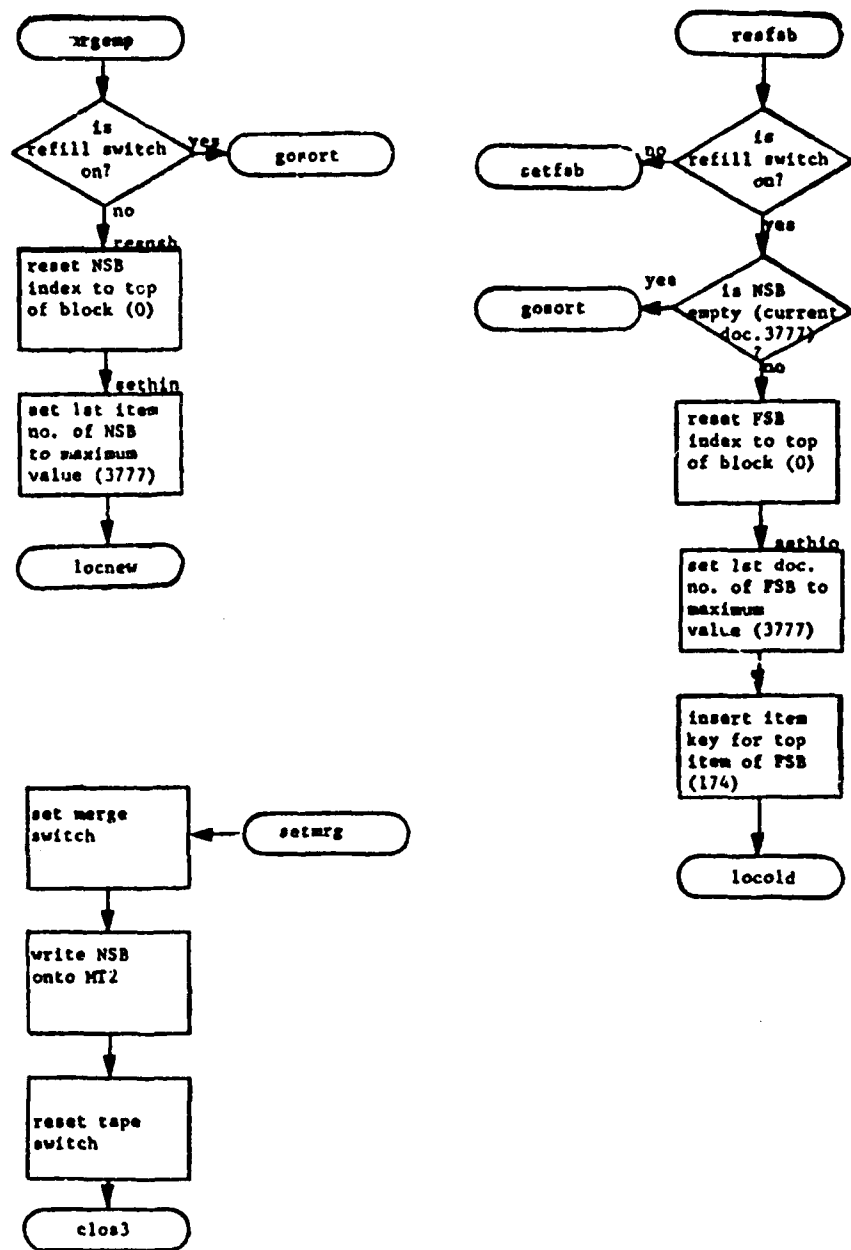 mrgemp
is
refill switch
on?
yes
gosort
no
resnsb
reset NSB
index to top
of block (0)
sethin
set 1st item
no. of NSB
to maximum
value (3777)
locnew
resfsb
is
refill switch
on?
no
setfsb
yes
is NSB
empty (current
doc.3777)
?
yes
gosort
no
reset FSB
index to top
of block (0)
sethio
set 1st doc.
no. of FSB to
maximum
value (3777)
insert item
key for top
item of FSB
(174)
locold
set merge
switch
setmrg
write NSB
onto MT2
reset tape
switch
clos3